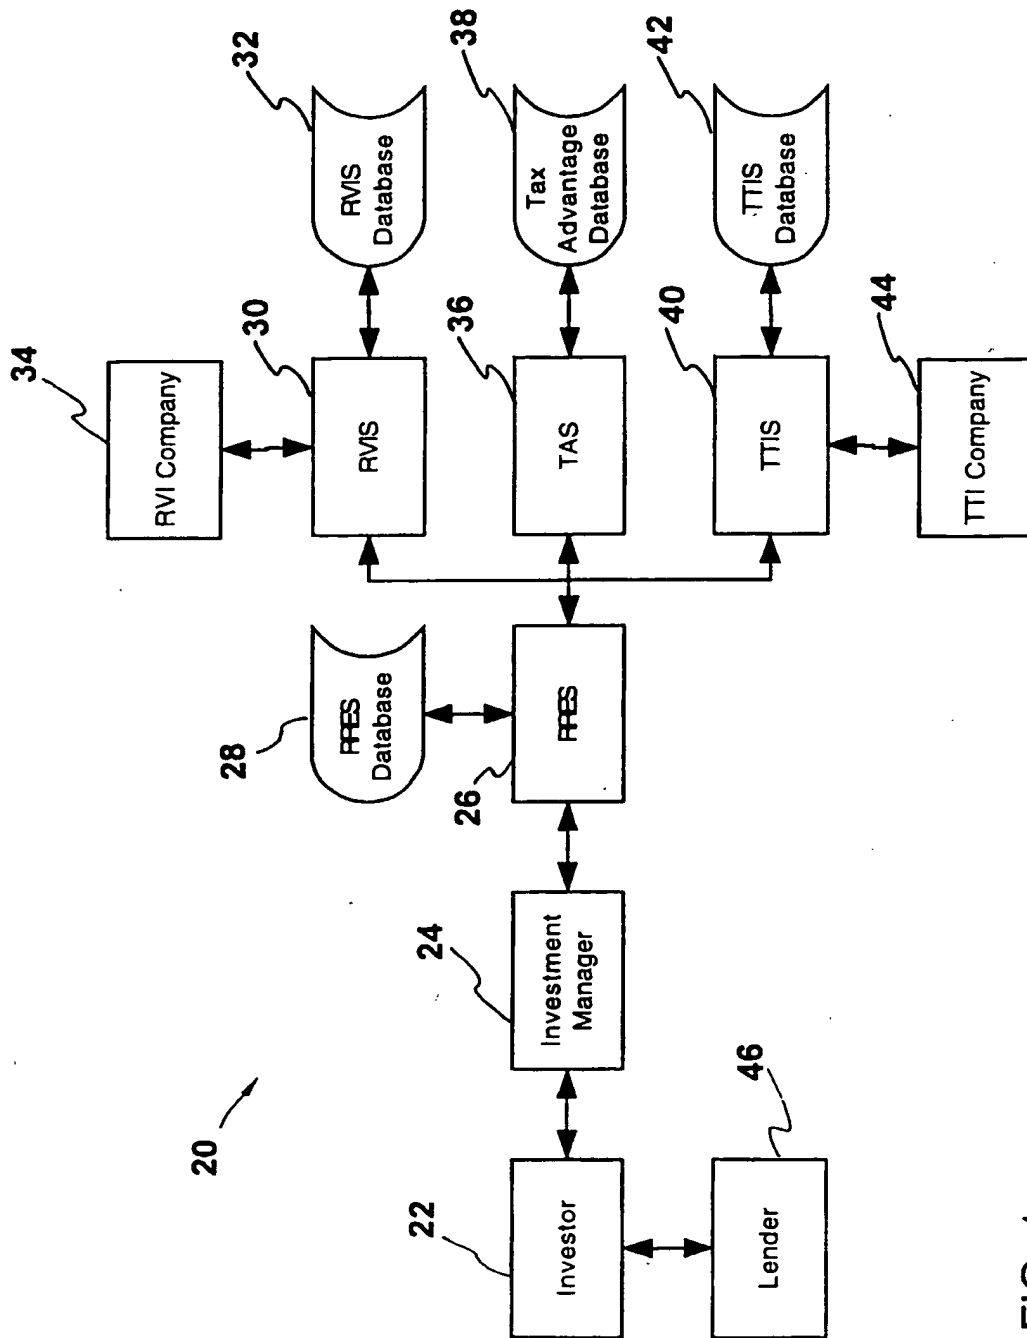 34
RVI Company
32
30
RVIS
RVIS
Database
28
RRES
Database
38
36
20
22
Investor
24
Investment
Manager
26
RRES
TAS
Tax
Advantage
Database
42
40
46
Lender
TTIS
TTIS
Database
44
TTI Company
FIG.